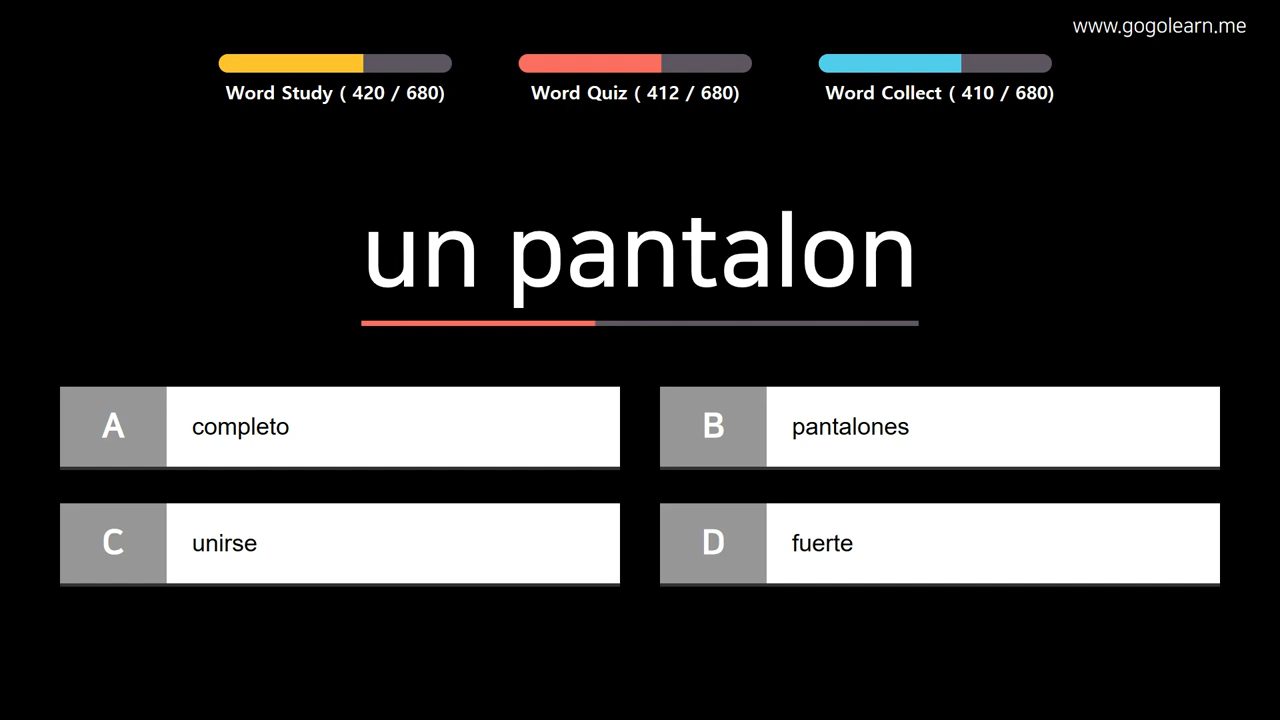 www.gogolearn.me
Word Study ( 420 / 680)
Word Quiz ( 412 / 680)
Word Collect ( 410 / 680)
un pantalon
A
completo
B
pantalones
C
unirse
D
fuerte